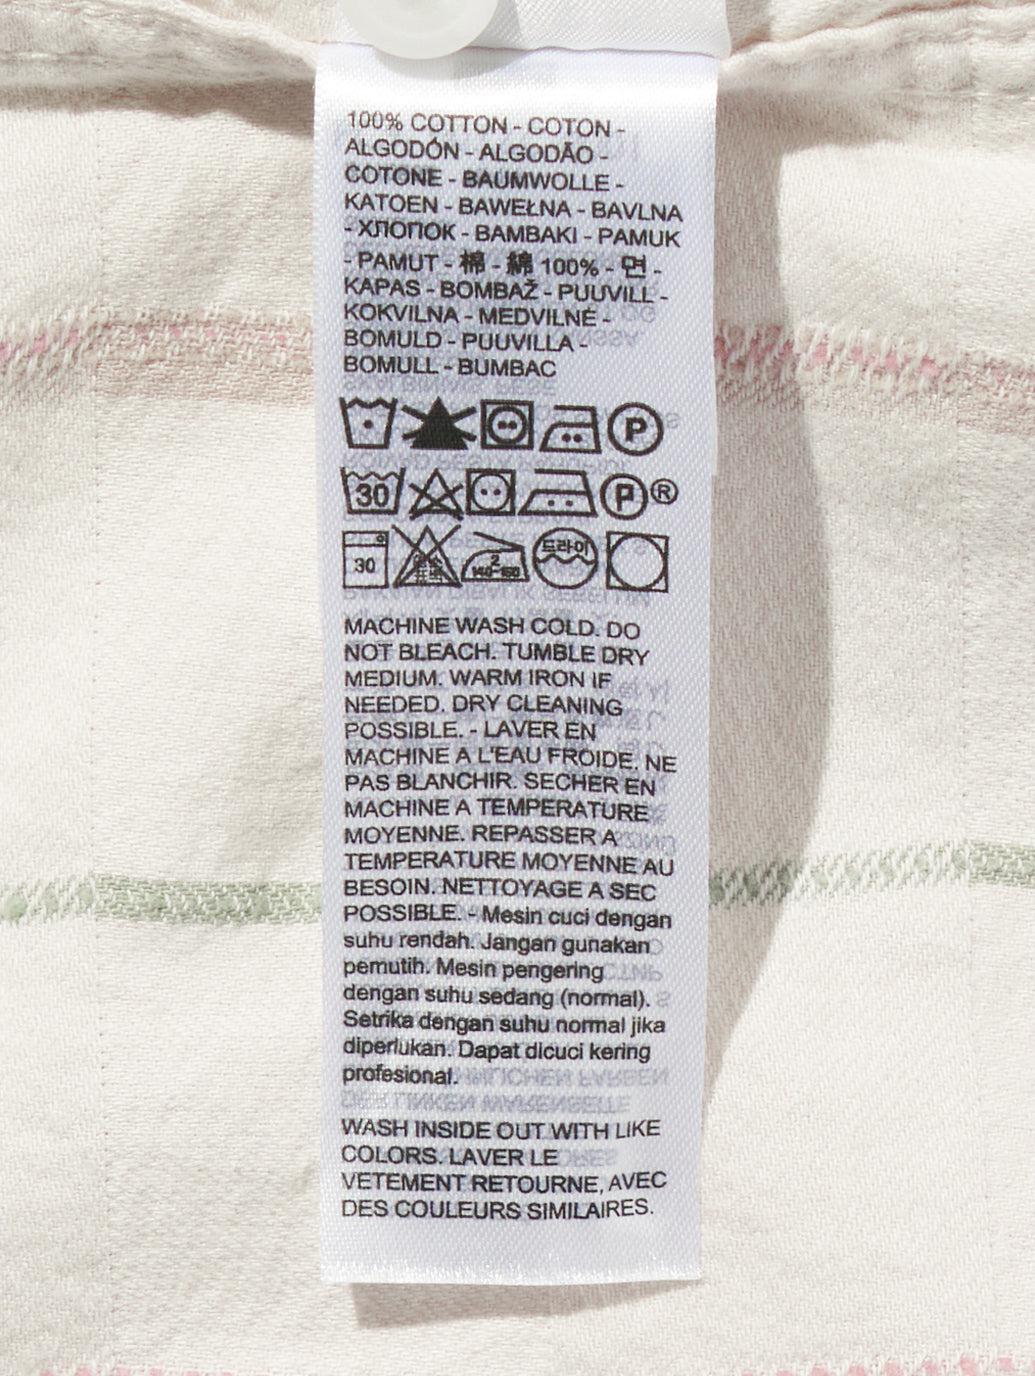 100% COTTON - COTON -
ALGODÓN - ALGODÃO -
COTONE - BAUMWOLLE -
KATOEN - BAWEŁNA - BAVLNA
- ХЛОПОК - BAMBAKI - PAMUK
- PAMUT - 棉 - 綿 100% - 면 -
KAPAS - BOMBAŽ - PUUVILL -
KOKVILNA - MEDVILNĖ -
BOMULD - PUUVILLA -
BOMULL - BUMBAC
P
30 P ®
30 2 140~160 드라이
MACHINE WASH COLD. DO
NOT BLEACH. TUMBLE DRY
MEDIUM. WARM IRON IF
NEEDED. DRY CLEANING
POSSIBLE. - LAVER EN
MACHINE A L'EAU FROIDE. NE
PAS BLANCHIR. SECHER EN
MACHINE A TEMPERATURE
MOYENNE. REPASSER A
TEMPERATURE MOYENNE AU
BESOIN. NETTOYAGE A SEC
POSSIBLE. - Mesin cuci dengan
suhu rendah. Jangan gunakan
pemutih. Mesin pengering
dengan suhu sedang (normal).
Setrika dengan suhu normal jika
diperlukan. Dapat dicuci kering
profesional.
WASH INSIDE OUT WITH LIKE
COLORS. LAVER LE
VETEMENT RETOURNE, AVEC
DES COULEURS SIMILAIRES.